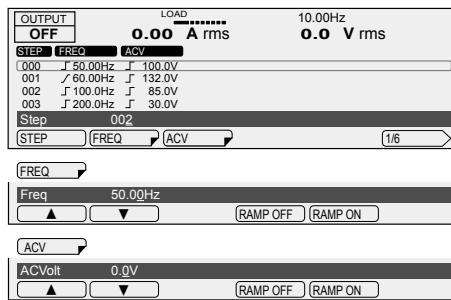 OUTPUT LOAD 10.00Hz
OFF 0.00 A rms 0.0 V rms
STEP FREQ ACV
000 50.00Hz 100.0V
001 60.00Hz 132.0V
002 100.0Hz 85.0V
003 200.0Hz 30.0V
Step 002
STEP FREQ ACV 1/6
FREQ
Freq 50.00Hz
▲ ▼ RAMP OFF RAMP ON
ACV
ACVolt 0.0V
▲ ▼ RAMP OFF RAMP ON